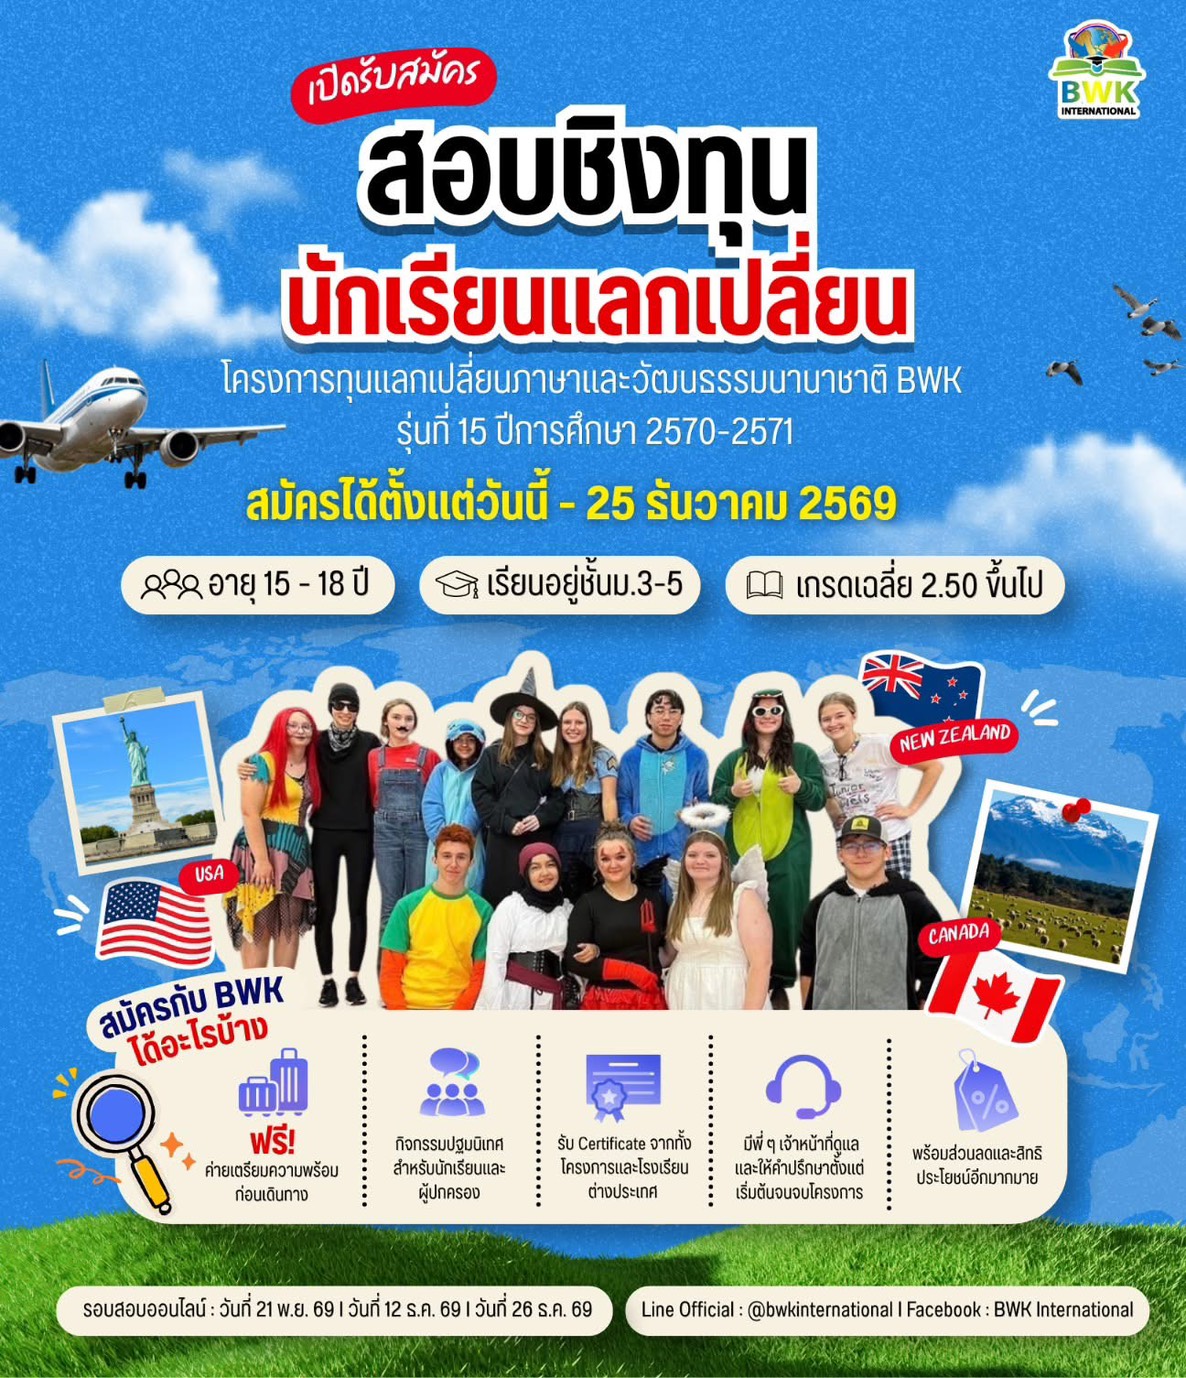 เปิดรับสมัคร
BWK
INTERNATIONAL
สอบชิงทุน
นักเรียนแลกเปลี่ยน
โครงการทุนแลกเปลี่ยนภาษาและวัฒนธรรมนานาชาติ BWK
รุ่นที่ 15 ปีการศึกษา 2570-2571
สมัครได้ตั้งแต่วันนี้ - 25 ธันวาคม 2569
อายุ 15 - 18 ปี
เรียนอยู่ชั้นม.3-5
เกรดเฉลี่ย 2.50 ขึ้นไป
NEW ZEALAND
USA
CANADA
สมัครกับ BWK
ได้อะไรบ้าง
ฟรี!
ค่ายเตรียมความพร้อม
ก่อนเดินทาง
กิจกรรมปฐมนิเทศ
สำหรับนักเรียนและ
ผู้ปกครอง
รับ Certificate จากทั้ง
โครงการและโรงเรียน
ต่างประเทศ
มีพี่ ๆ เจ้าหน้าที่ดูแล
และให้คำปรึกษาตั้งแต่
เริ่มต้นจนจบโครงการ
%
พร้อมส่วนลดและสิทธิ
ประโยชน์อีกมากมาย
รอบสอบออนไลน์ : วันที่ 21 พ.ย. 69 I วันที่ 12 ธ.ค. 69 I วันที่ 26 ธ.ค. 69
Line Official : @bwkinternational I Facebook : BWK International